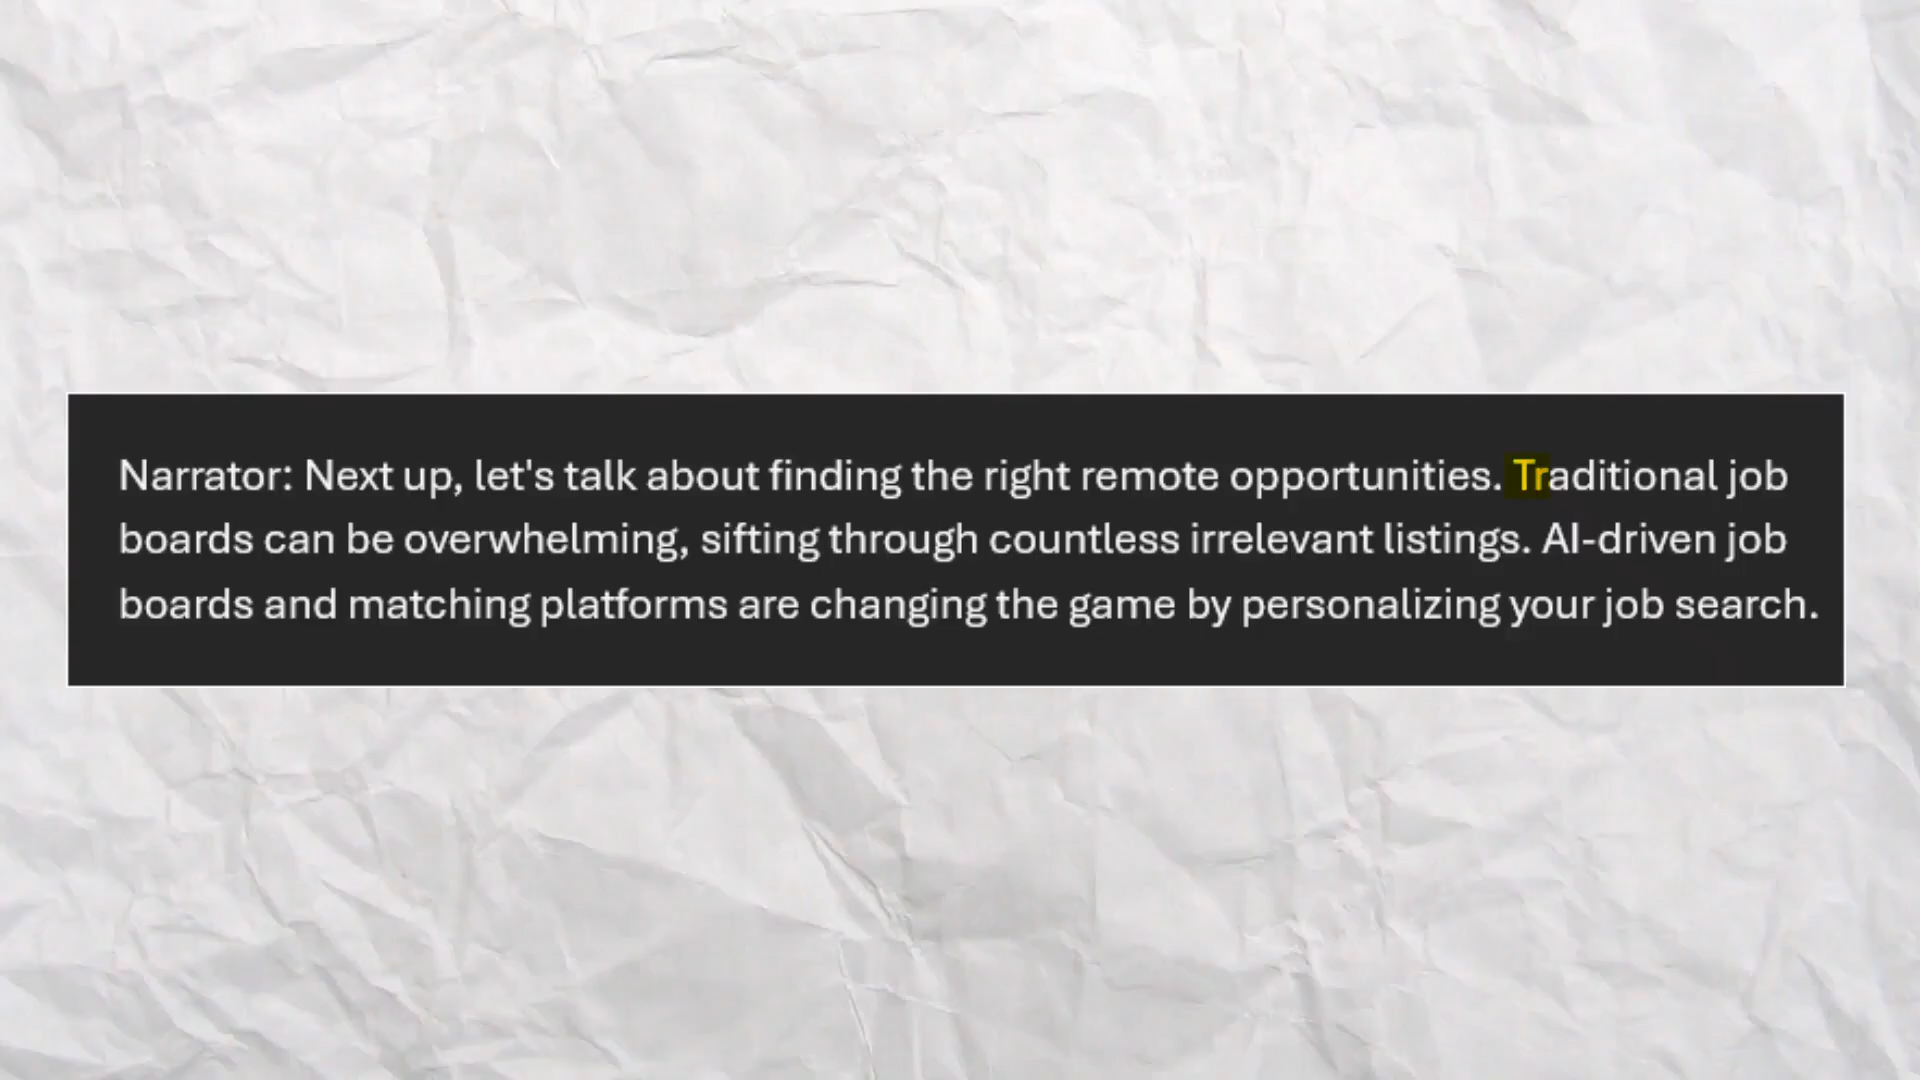 Narrator: Next up, let's talk about finding the right remote opportunities. Traditional job
boards can be overwhelming, sifting through countless irrelevant listings. AI-driven job
boards and matching platforms are changing the game by personalizing your job search.